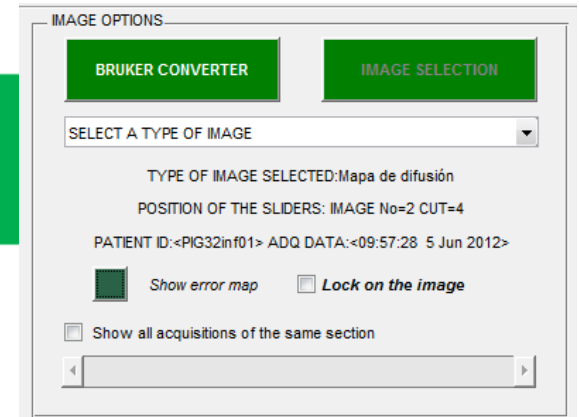 IMAGE OPTIONS
BRUKER CONVERTER IMAGE SELECTION
SELECT A TYPE OF IMAGE
TYPE OF IMAGE SELECTED:Mapa de difusión
POSITION OF THE SLIDERS: IMAGE No=2 CUT=4
PATIENT ID:<PIG32inf01> ADQ DATA:<09:57:28 5 Jun 2012>
Show error map Lock on the image
Show all acquisitions of the same section